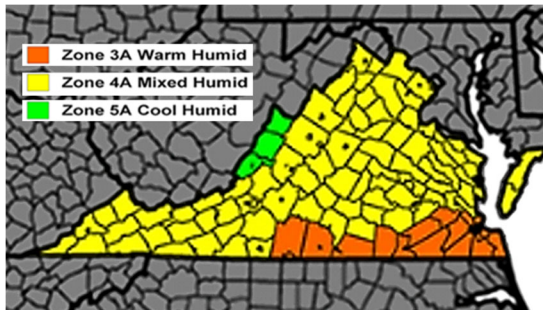 Zone 3A Warm Humid
Zone 4A Mixed Humid
Zone 5A Cool Humid